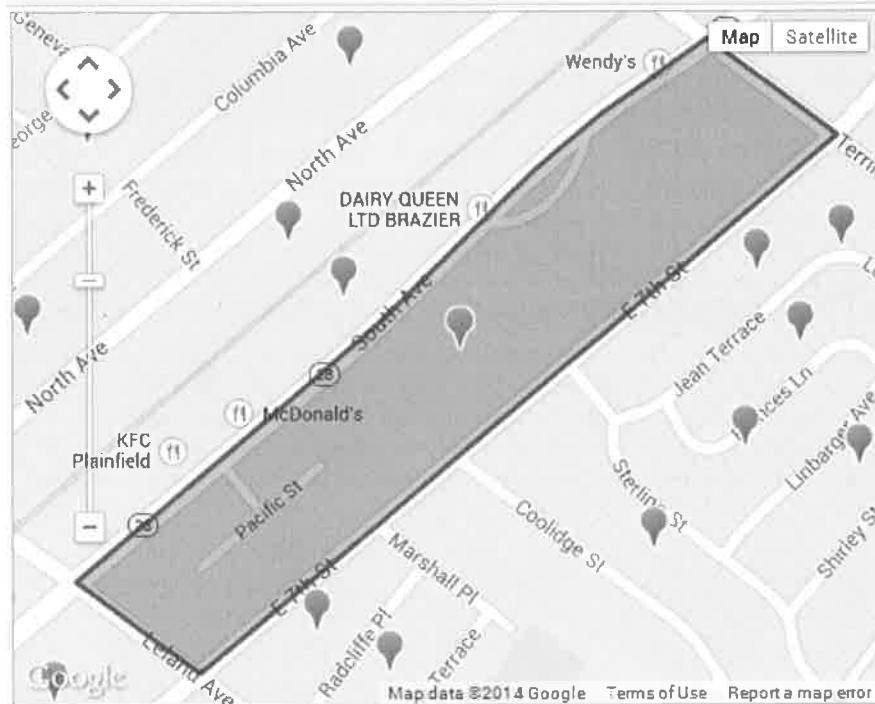 Geneva
Columbia Ave
Wendy's
Map
Satellite
George
North Ave
Frederick St
DAIRY QUEEN
LTD BRAZIER
South Ave
E 7th St
Jean Terrace
North Ave
28
McDonald's
KFC
Plainfield
Linbarger Ave
Sterling St
Pacific St
28
Coolidge St
Shirley St
E 7th St
Marshall Pl
Radcliffe Pl
Terrace
Leland Ave
Google
Map data ©2014 Google
Terms of Use
Report a map error